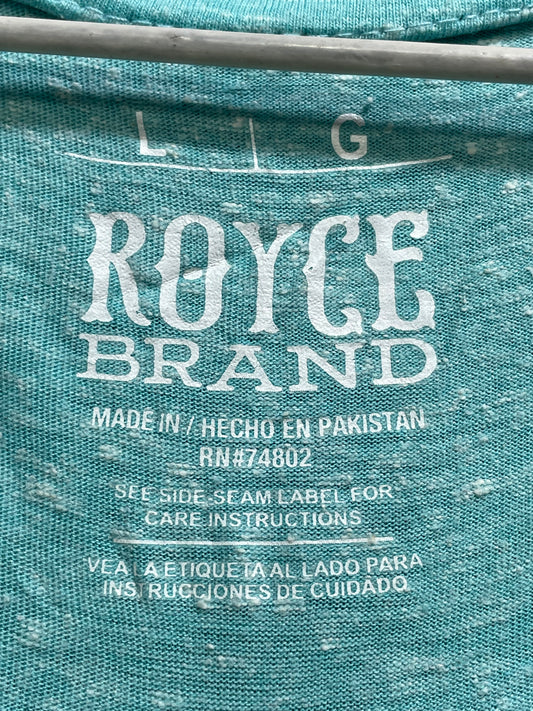 L | G
ROYCE
BRAND
MADE IN / HECHO EN PAKISTAN
RN#74802
SEE SIDE-SEAM LABEL FOR
CARE INSTRUCTIONS
VEA LA ETIQUETA AL LADO PARA
INSTRUCCIONES DE CUIDADO